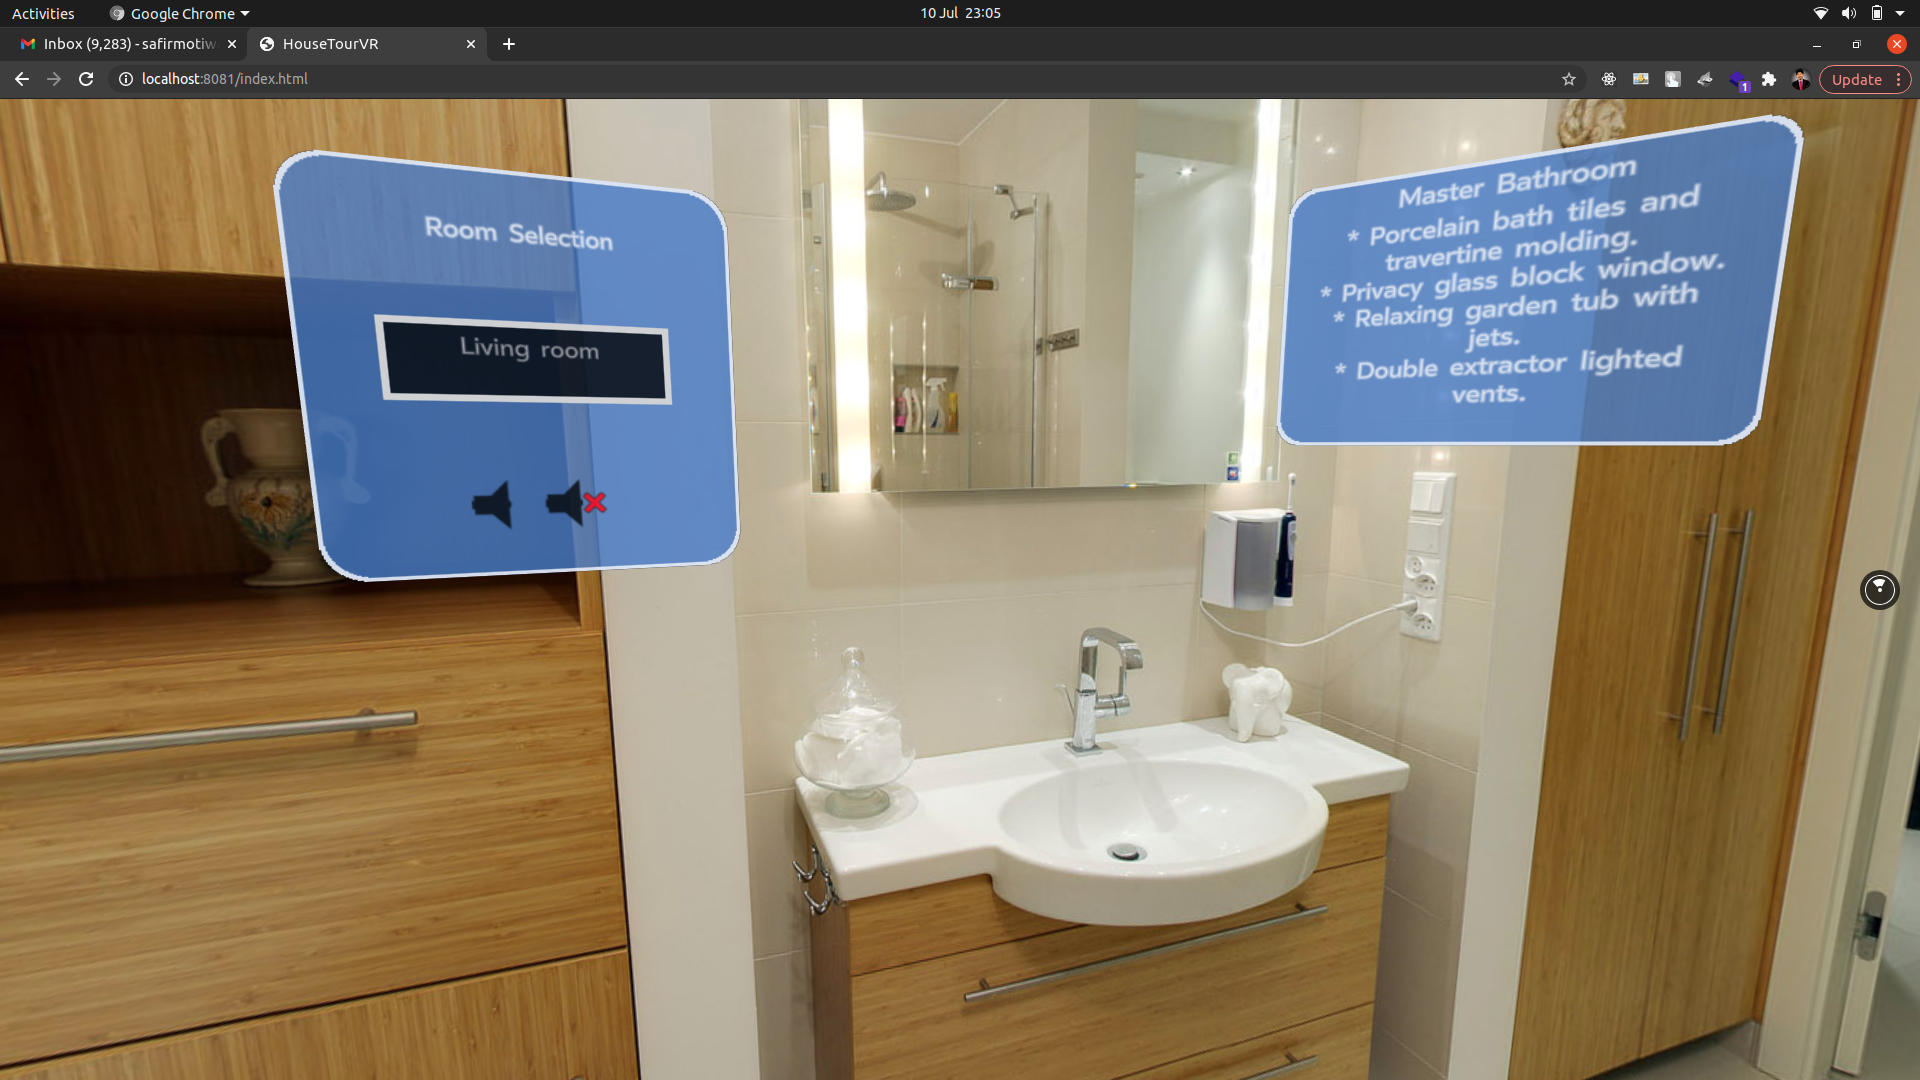 Activities
Google Chrome
10 Jul 23:05
Inbox (9,283) - safirmotiw
HouseTourVR
localhost:8081/index.html
Update
1
Room Selection
Living room
Master Bathroom
* Porcelain bath tiles and
travertine molding.
* Privacy glass block window.
* Relaxing garden tub with
jets.
* Double extractor lighted
vents.